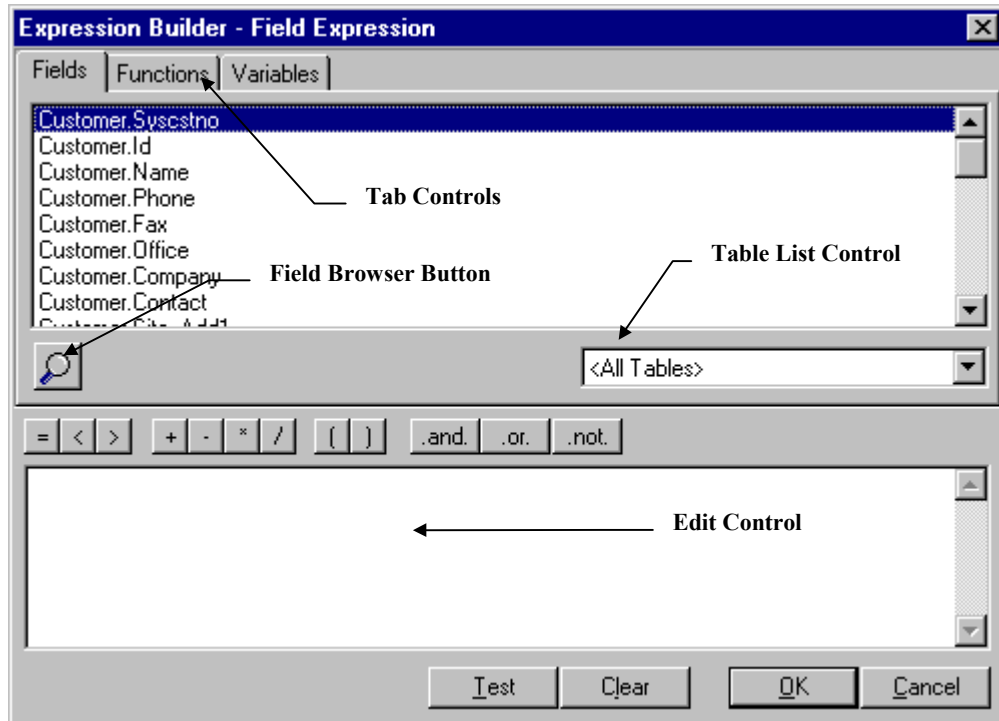 Expression Builder - Field Expression
Fields Functions Variables
Customer.Syscstno
Customer.Id
Customer.Name
Customer.Phone
Tab Controls
Customer.Fax
Customer.Office
Table List Control
Customer.Company
Field Browser Button
Customer.Contact
Customer.Site_Add1
<All Tables>
= < > + - * / ( ) .and. .or. .not.
Edit Control
Test Clear OK Cancel